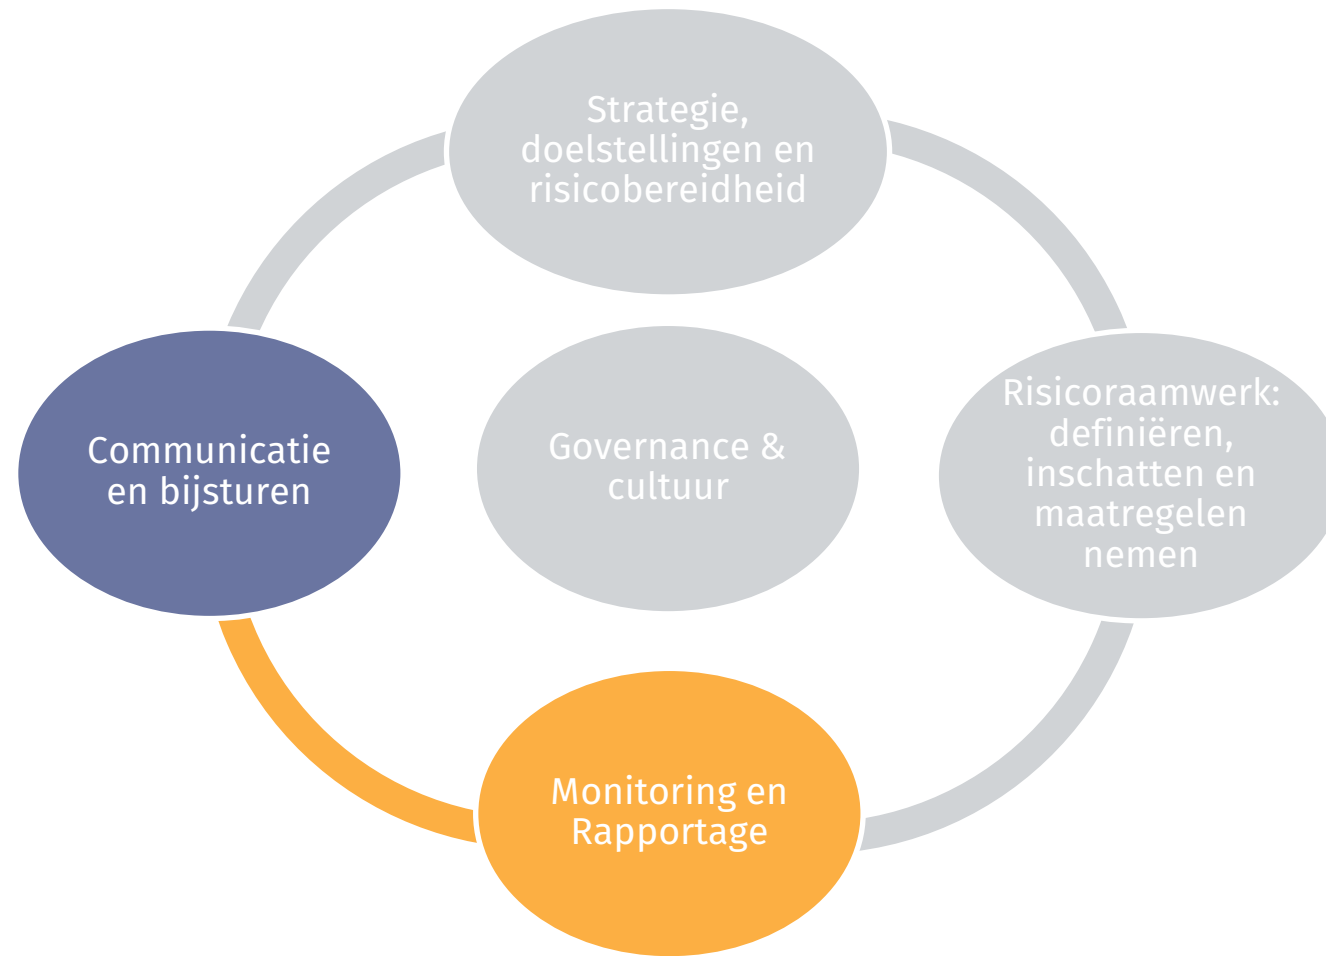 Strategie,
doelstellingen en
risicobereidheid
Communicatie
en bijsturen
Governance &
cultuur
Risicoraamwerk:
definiëren,
inschatten en
maatregelen
nemen
Monitoring en
Rapportage